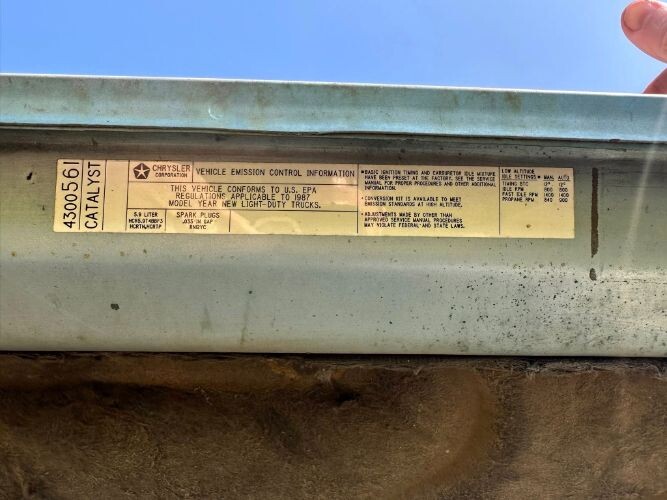 4300561
CATALYST
CHRYSLER
CORPORATION
VEHICLE EMISSION CONTROL INFORMATION
THIS VEHICLE CONFORMS TO U.S. EPA
REGULATIONS APPLICABLE TO 1987
MODEL YEAR NEW LIGHT-DUTY TRUCKS.
5.9 LITER
SPARK PLUGS
.035-IN GAP
RN12YC
BASIC IGNITION TIMING AND CARBURETOR IDLE MIXTURE
HAVE BEEN PRESET AT THE FACTORY. SEE THE SERVICE
MANUAL FOR PROPER PROCEDURES AND OTHER ADDITIONAL
INFORMATION.
CONVERSION KIT IS AVAILABLE TO MEET
EMISSION STANDARDS AT HIGH ALTITUDE.
ADJUSTMENTS MADE BY OTHER THAN
APPROVED SERVICE MANUAL PROCEDURES
MAY VIOLATE FEDERAL AND STATE LAWS.
LOW ALTITUDE
IDLE SETTINGS MAN. AUTO.
TIMING BTC
IDLE RPM
FAST IDLE RPM
PROPANE RPM